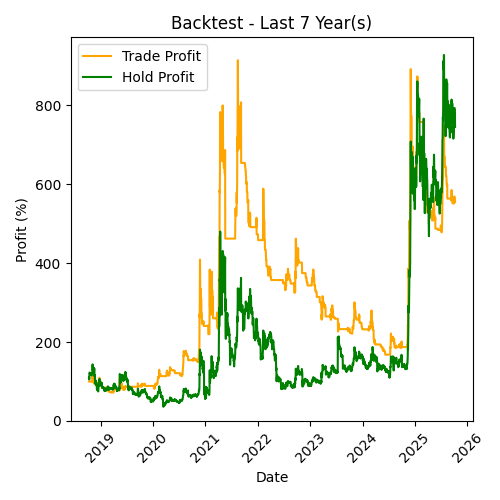 Backtest - Last 7 Year(s)
Trade Profit
Hold Profit
Profit (%)
800
600
400
200
0
2019 2020 2021 2022 2023 2024 2025 2026
Date